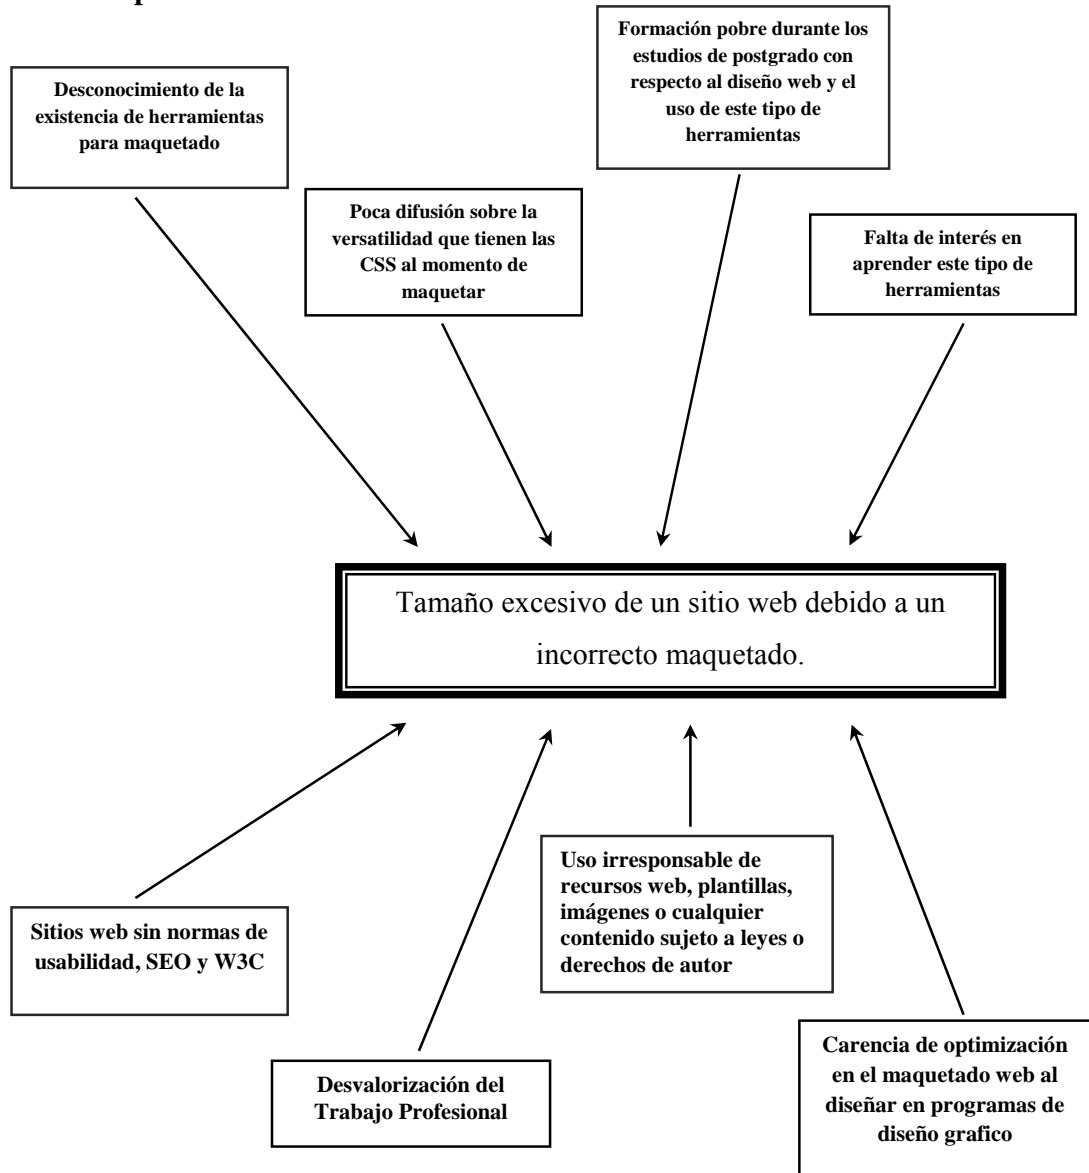 Formación pobre durante los
estudios de postgrado con
respecto al diseño web y el
uso de este tipo de
herramientas
Desconocimiento de la
existencia de herramientas
para maquetado
Poca difusión sobre la
versatilidad que tienen las
CSS al momento de
maquetar
Falta de interés en
aprender este tipo de
herramientas
Tamaño excesivo de un sitio web debido a un
incorrecto maquetado.
Sitios web sin normas de
usabilidad, SEO y W3C
Desvalorización del
Trabajo Profesional
Uso irresponsable de
recursos web, plantillas,
imágenes o cualquier
contenido sujeto a leyes o
derechos de autor
Carencia de optimización
en el maquetado web al
diseñar en programas de
diseño grafico